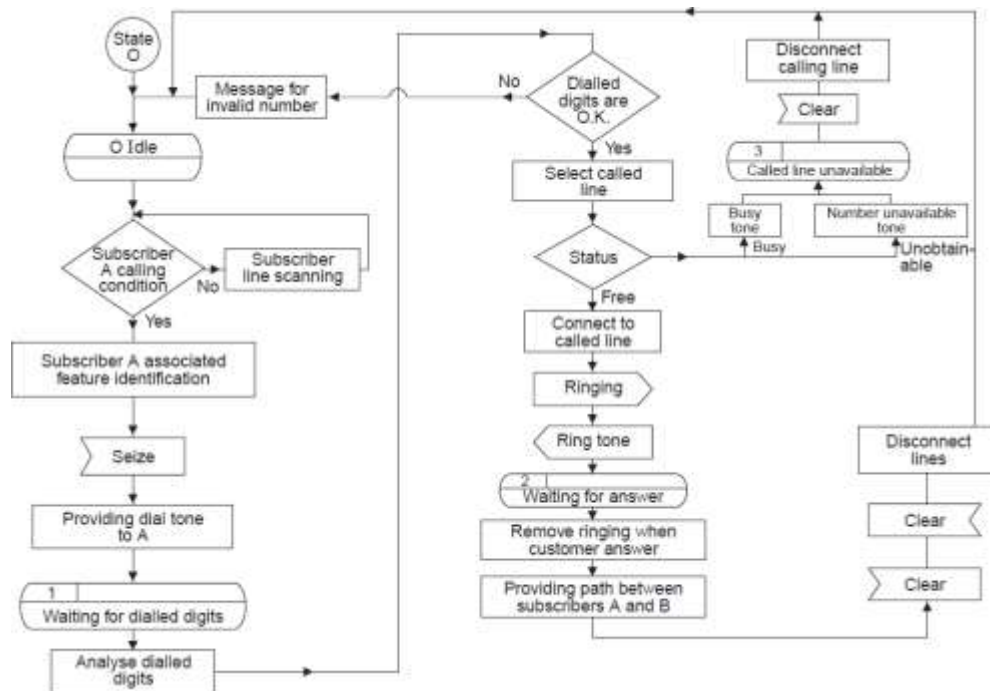 State
O
Message for
invalid number
O Idle
Subscriber
A calling
condition
No
Subscriber
line scanning
Yes
Subscriber A associated
feature identification
Seize
Providing dial tone
to A
1
Waiting for dialled digits
Analyse dialled
digits
No
Dialled
digits are
O.K.
Yes
Select called
line
Status
Free
Connect to
called line
Ringing
Ring tone
2
Waiting for answer
Remove ringing when
customer answer
Providing path between
subscribers A and B
Disconnect
calling line
Clear
3
Called line unavailable
Busy
tone
Number unavailable
tone
Busy
Unobtain-
able
Disconnect
lines
Clear
Clear